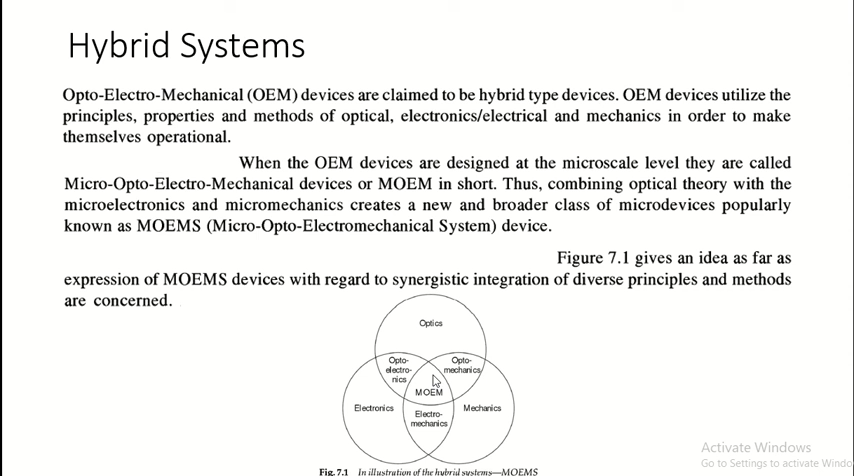 Hybrid Systems
Opto-Electro-Mechanical (OEM) devices are claimed to be hybrid type devices. OEM devices utilize the
principles, properties and methods of optical, electronics/electrical and mechanics in order to make
themselves operational.
When the OEM devices are designed at the microscale level they are called
Micro-Opto-Electro-Mechanical devices or MOEM in short. Thus, combining optical theory with the
microelectronics and micromechanics creates a new and broader class of microdevices popularly
known as MOEMS (Micro-Opto-Electromechanical System) device.
Figure 7.1 gives an idea as far as
expression of MOEMS devices with regard to synergistic integration of diverse principles and methods
are concerned.
Optics
Opto-
electro-
nics
Opto-
mechanics
MOEM
Electronics
Mechanics
Electro-
mechanics
Fig. 7.1 In illustration of the hybrid systems—MOEMS
Activate Windows
Go to Settings to activate Windo